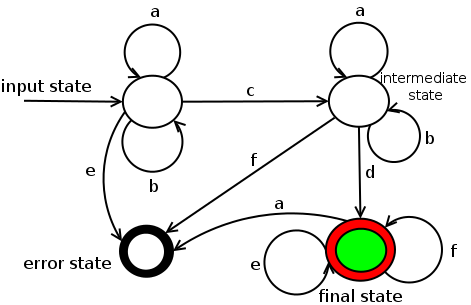 a
a
input state
c
intermediate
state
b
b
e
f
d
a
error state
e
f
final state